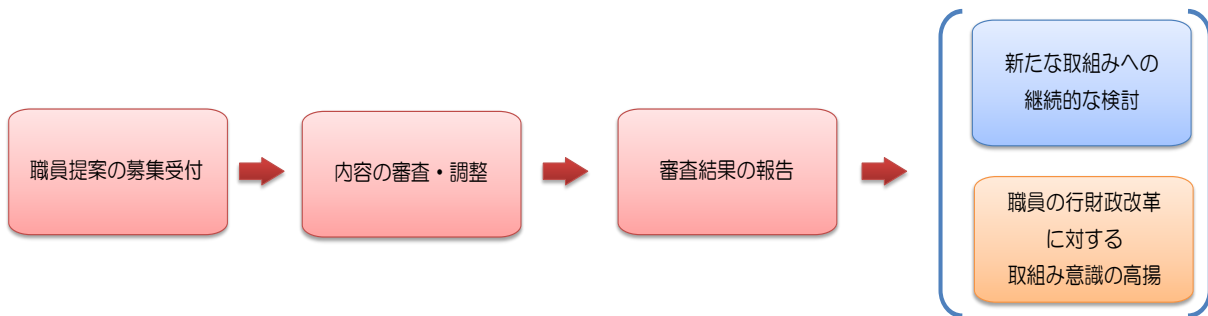 職員提案の募集受付
内容の審査・調整
審査結果の報告
新たな取組みへの
継続的な検討
職員の行財政改革
に対する
取組み意識の高揚